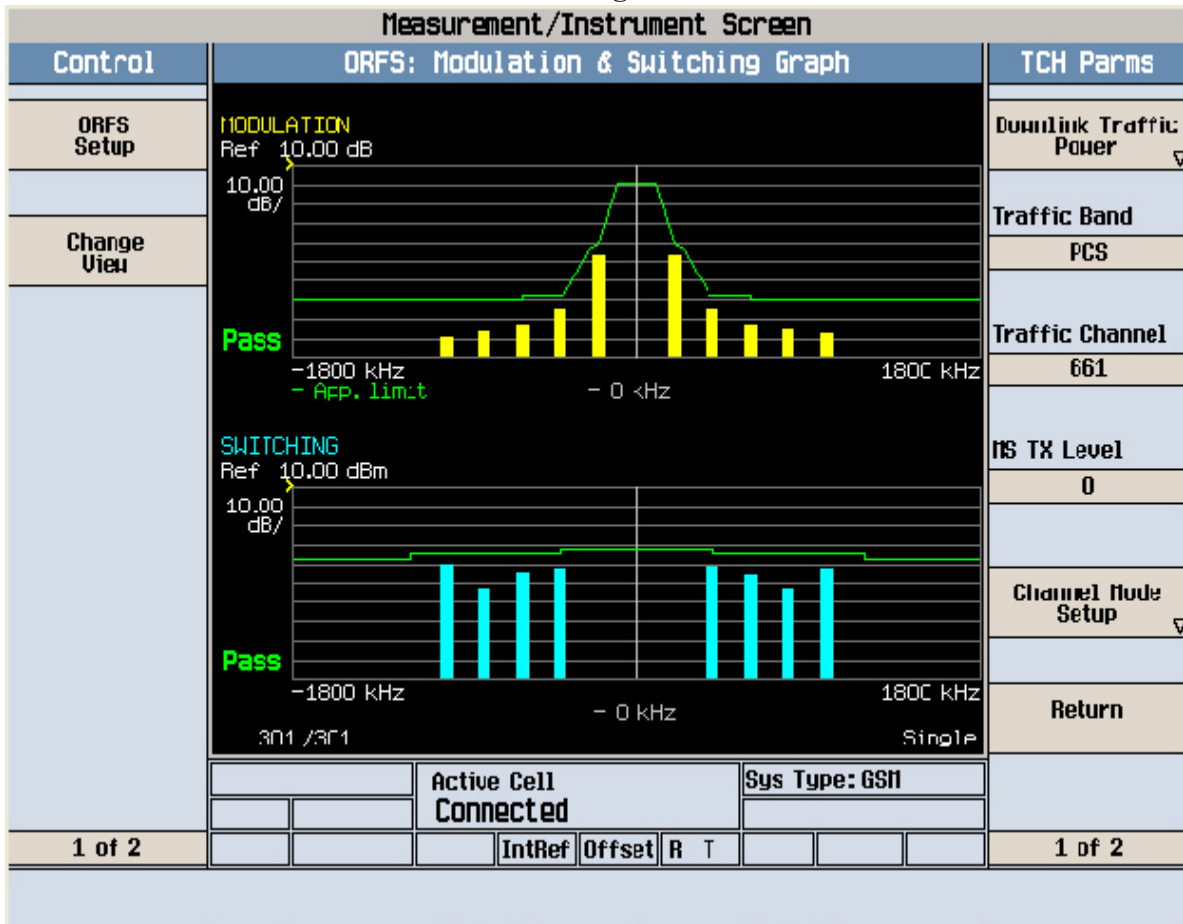 Measurement/Instrument Screen
Control
ORFS: Modulation & Switching Graph
TCH Parms
ORFS
Setup
Change
View
1 of 2
MODULATION
Ref 10.00 dB
10.00
dB/
Pass
-1800 kHz
1800 kHz
- App. limit
- 0 kHz
SWITCHING
Ref 10.00 dBm
10.00
dB/
Pass
-1800 kHz
1800 kHz
- 0 kHz
301 /301
Single
Active Cell
Connected
Sys Type: GSM
IntRef
Offset
R T
Downlink Traffic
Power
Traffic Band
PCS
Traffic Channel
661
MS TX Level
0
Channel Mode
Setup
Return
1 of 2